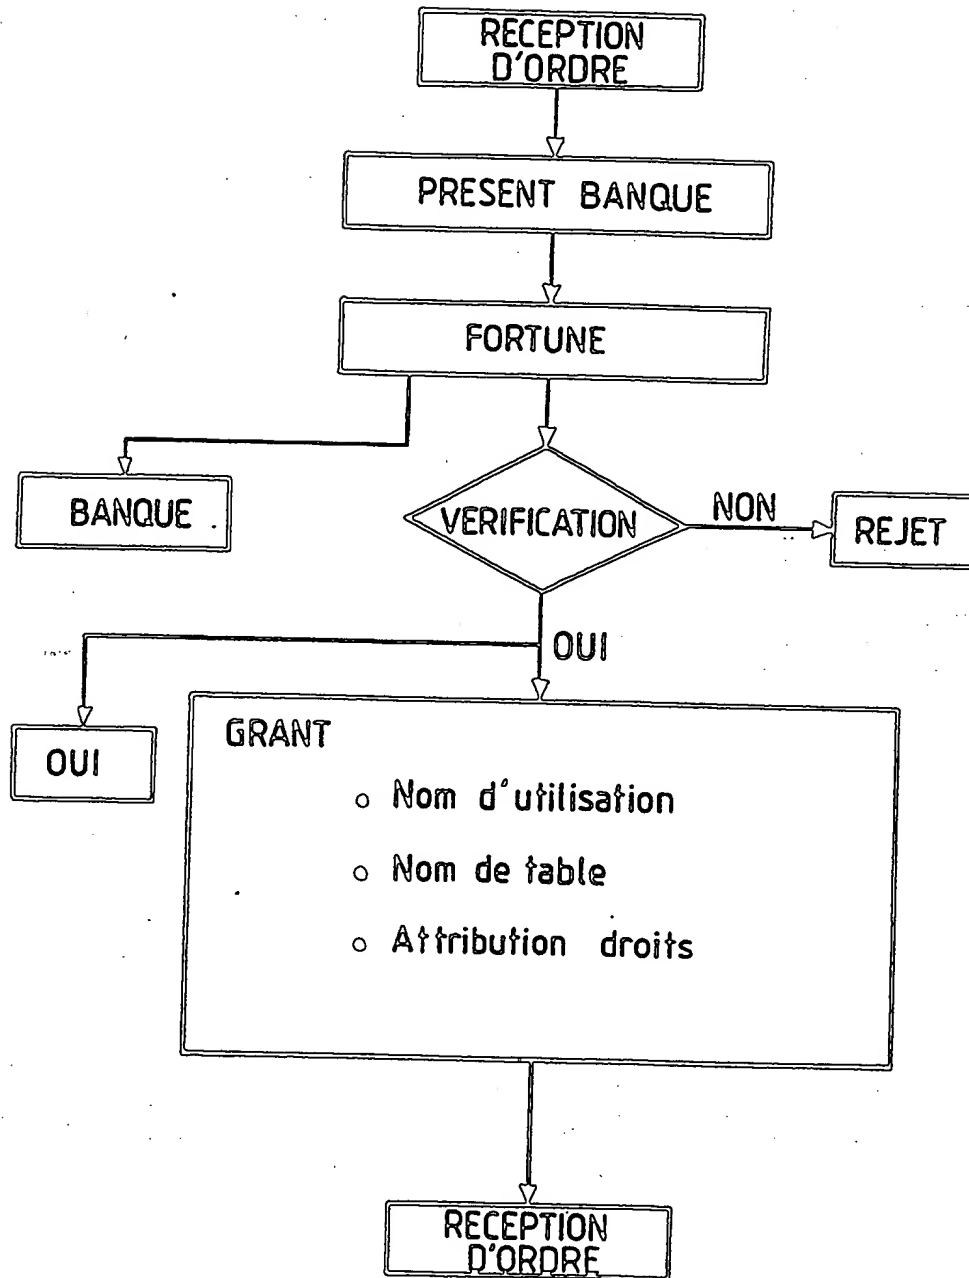 RECEPTION
D'ORDRE
PRESENT BANQUE
FORTUNE
BANQUE
VERIFICATION
NON
REJET
OUI
OUI
GRANT
o Nom d'utilisation
o Nom de table
o Attribution droits
RECEPTION
D'ORDRE